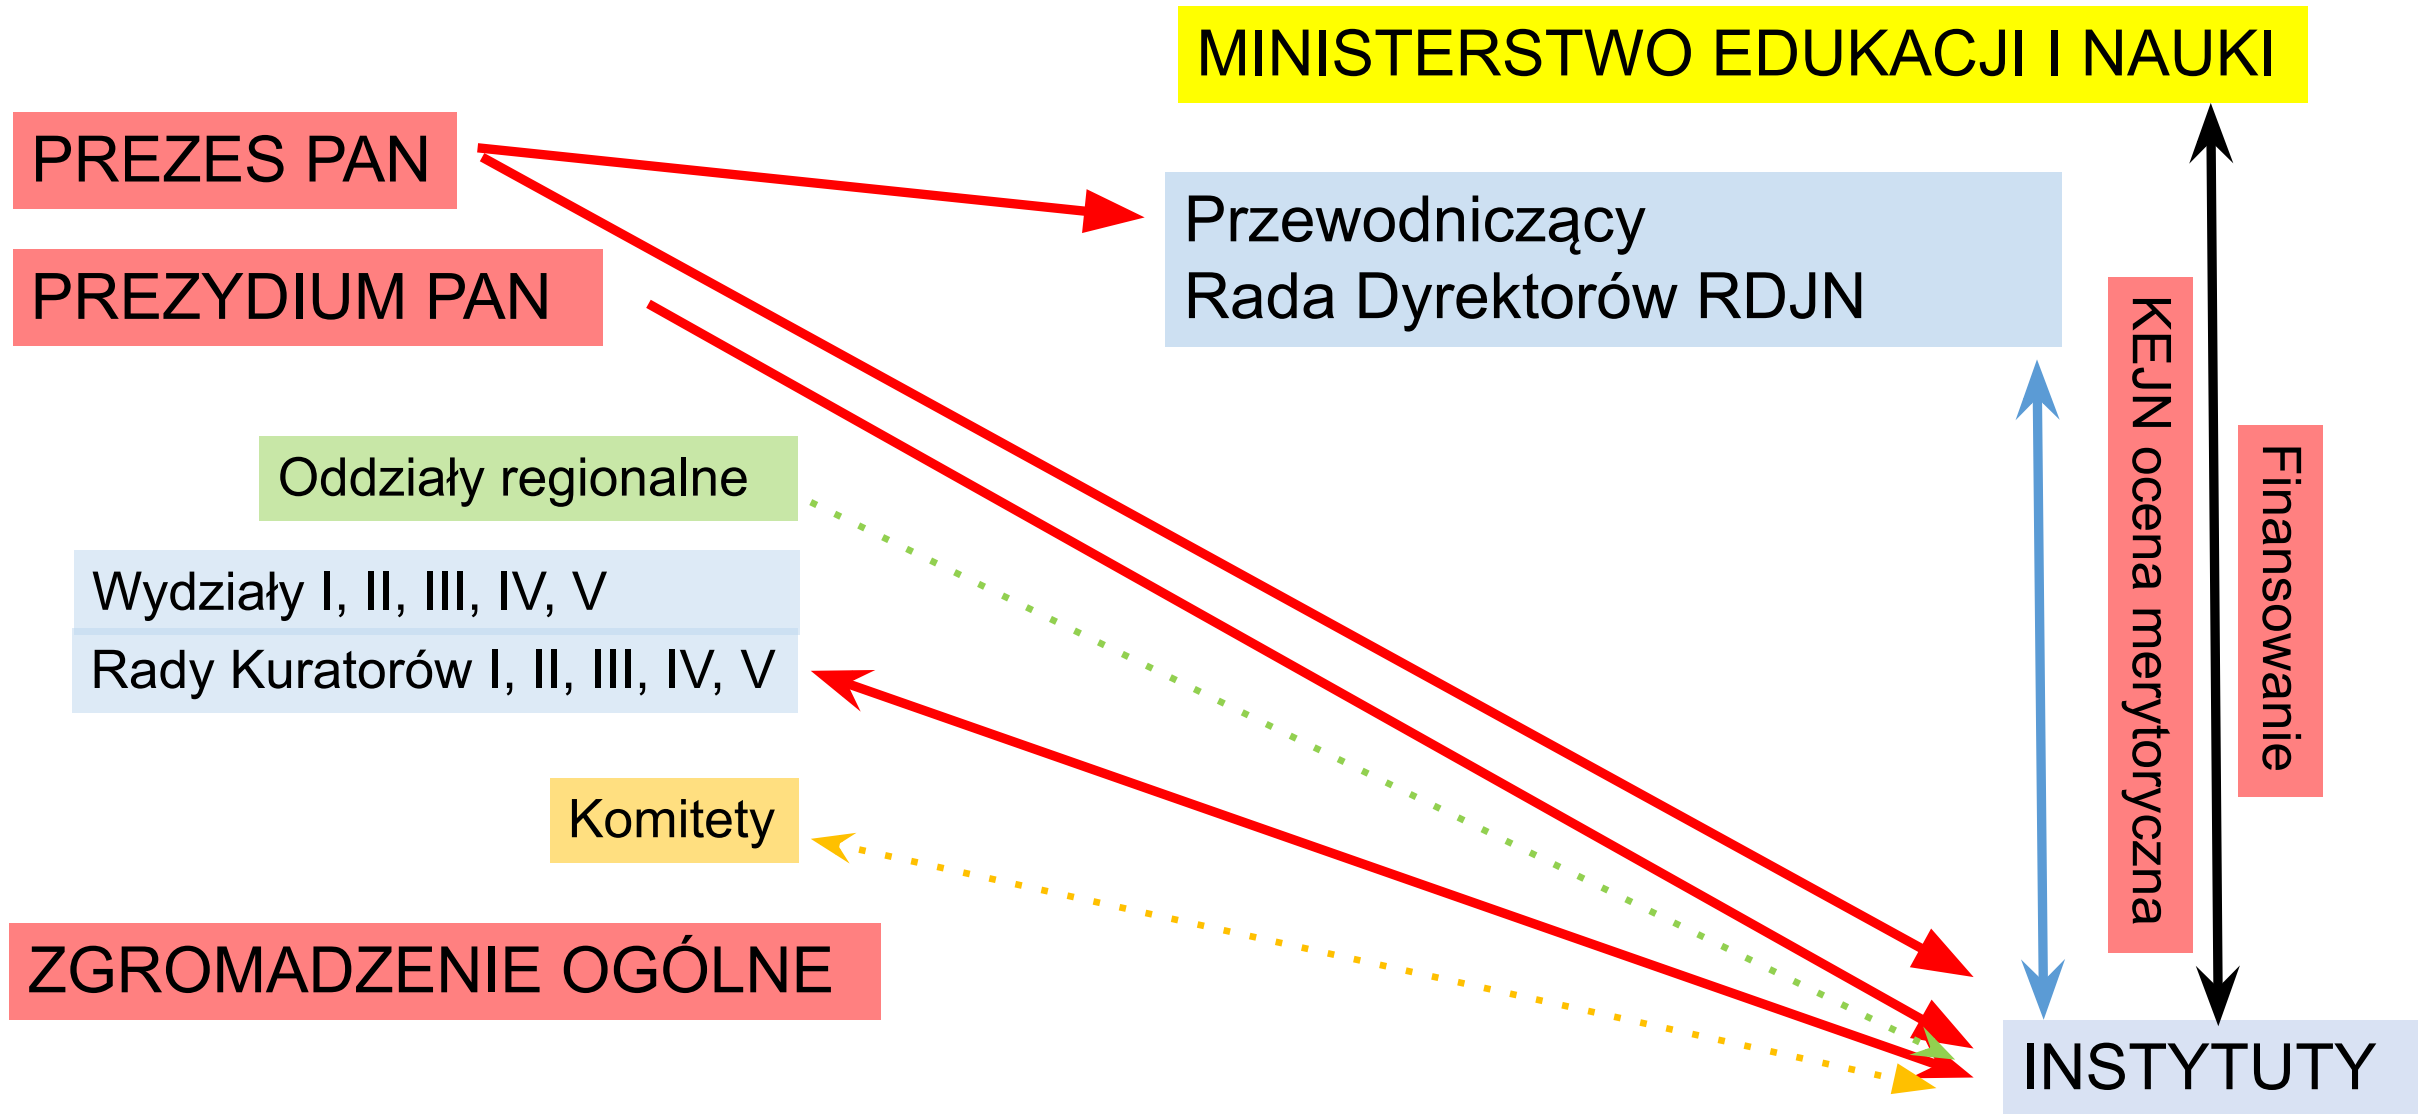 MINISTERSTWO EDUKACJI I NAUKI
PREZES PAN
Przewodniczący
Rada Dyrektorów RDJN
PREZYDIUM PAN
KEJN ocena merytoryczna
Finansowanie
Oddziały regionalne
Wydziały I, II, III, IV, V
Rady Kuratorów I, II, III, IV, V
Komitety
ZGROMADZENIE OGÓLNE
INSTYTUTY